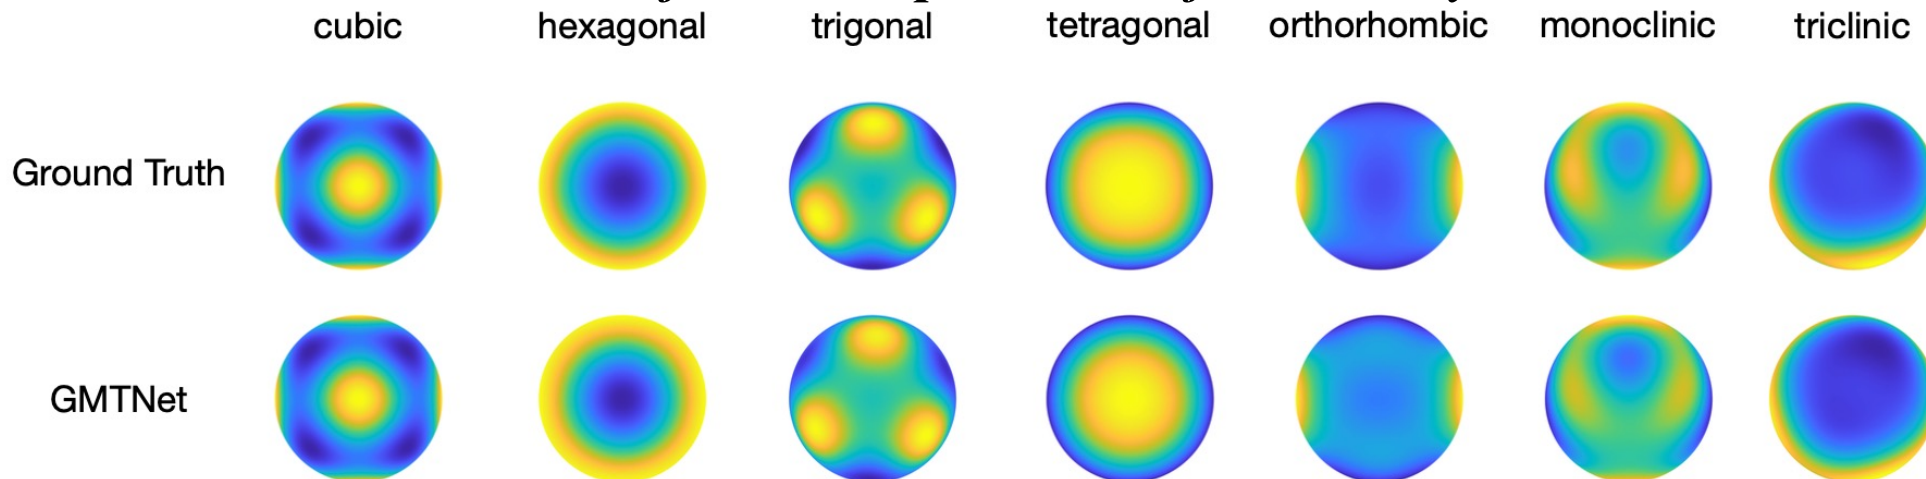 cubic hexagonal trigonal tetragonal orthorhombic monoclinic triclinic
Ground Truth
GMTNet